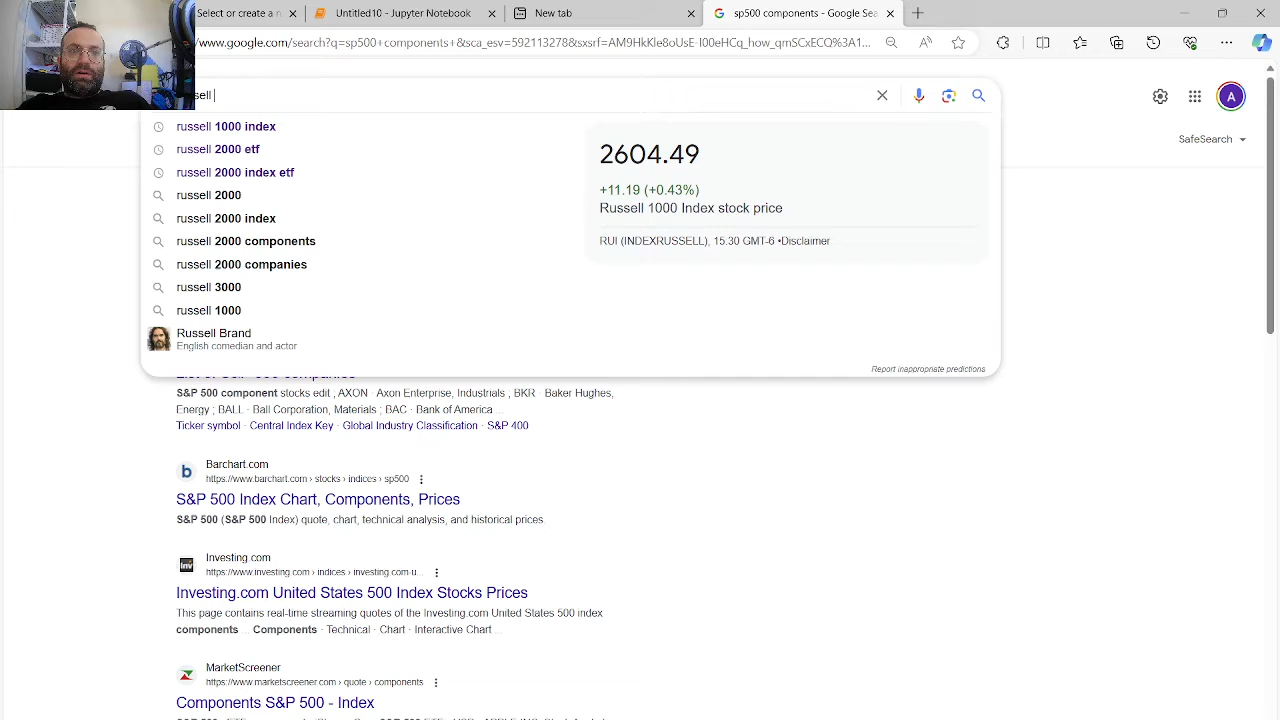 Select or create a n
Untitled10 - Jupyter Notebook
New tab
sp500 components - Google Sea
/www.google.com/search?q=sp500+components+&sca_esv=592113278&sxsrf=AM9HkKle8oUsE-I00eHCq_how_qmSCxECQ%3A1...
sell
russell 1000 index
russell 2000 etf
russell 2000 index etf
russell 2000
russell 2000 index
russell 2000 components
russell 2000 companies
russell 3000
russell 1000
Russell Brand
English comedian and actor
2604.49
+11.19 (+0.43%)
Russell 1000 Index stock price
RUI (INDEXRUSSELL), 15:30 GMT-6 •Disclaimer
Report inappropriate predictions
A
SafeSearch
List of S&P 500 companies
S&P 500 component stocks edit ; AXON · Axon Enterprise, Industrials ; BKR · Baker Hughes,
Energy ; BALL · Ball Corporation, Materials ; BAC · Bank of America ...
Ticker symbol · Central Index Key · Global Industry Classification · S&P 400
b
Barchart.com
https://www.barchart.com › stocks › indices › sp500
S&P 500 Index Chart, Components, Prices
S&P 500 (S&P 500 Index) quote, chart, technical analysis, and historical prices.
Inv
Investing.com
https://www.investing.com › indices › investing.com-u...
Investing.com United States 500 Index Stocks Prices
This page contains real-time streaming quotes of the Investing.com United States 500 index
components ... Components · Technical · Chart · Interactive Chart ...
MarketScreener
https://www.marketscreener.com › quote › components
Components S&P 500 - Index